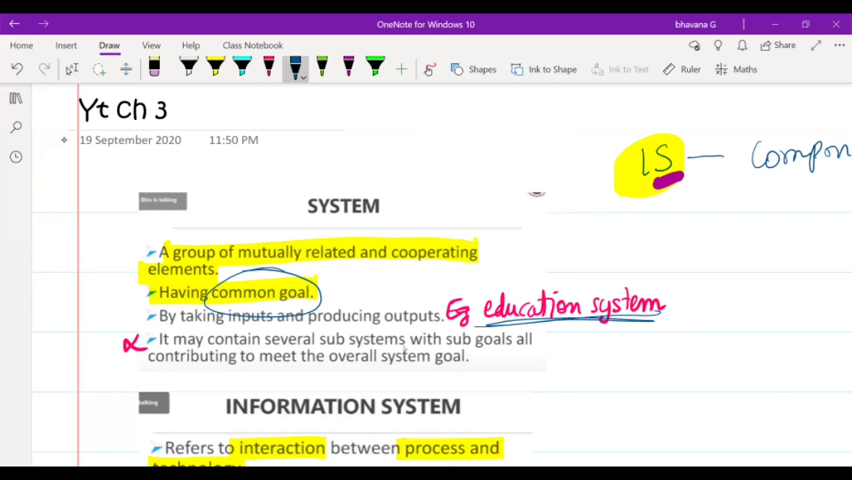 OneNote for Windows 10
bhavana G
Home Insert Draw View Help Class Notebook
Share
Shapes Ink to Shape Ink to Text Ruler Maths
Yt Ch 3
19 September 2020 11:50 PM
IS — Compon
SYSTEM
A group of mutually related and cooperating
elements.
Having common goal.
By taking inputs and producing outputs. Eg education system
It may contain several sub systems with sub goals all
contributing to meet the overall system goal.
talking
INFORMATION SYSTEM
Refers to interaction between process and
technology